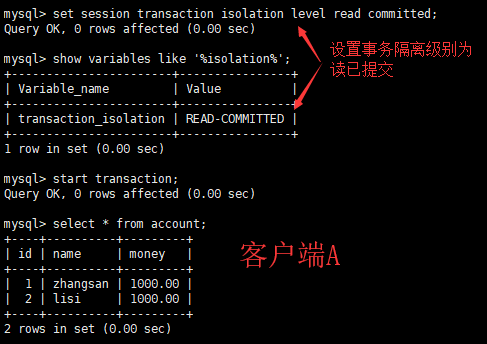 mysql> set session transaction isolation level read committed;
Query OK, 0 rows affected (0.00 sec)
设置事务隔离级别为
读已提交
mysql> show variables like '%isolation%';
+-----------------------+----------------+
| Variable_name | Value |
+-----------------------+----------------+
| transaction_isolation | READ-COMMITTED |
+-----------------------+----------------+
1 row in set (0.00 sec)
mysql> start transaction;
Query OK, 0 rows affected (0.00 sec)
mysql> select * from account;
+----+----------+---------+
| id | name | money |
+----+----------+---------+
| 1 | zhangsan | 1000.00 |
| 2 | lisi | 1000.00 |
+----+----------+---------+
2 rows in set (0.00 sec)
客户端A